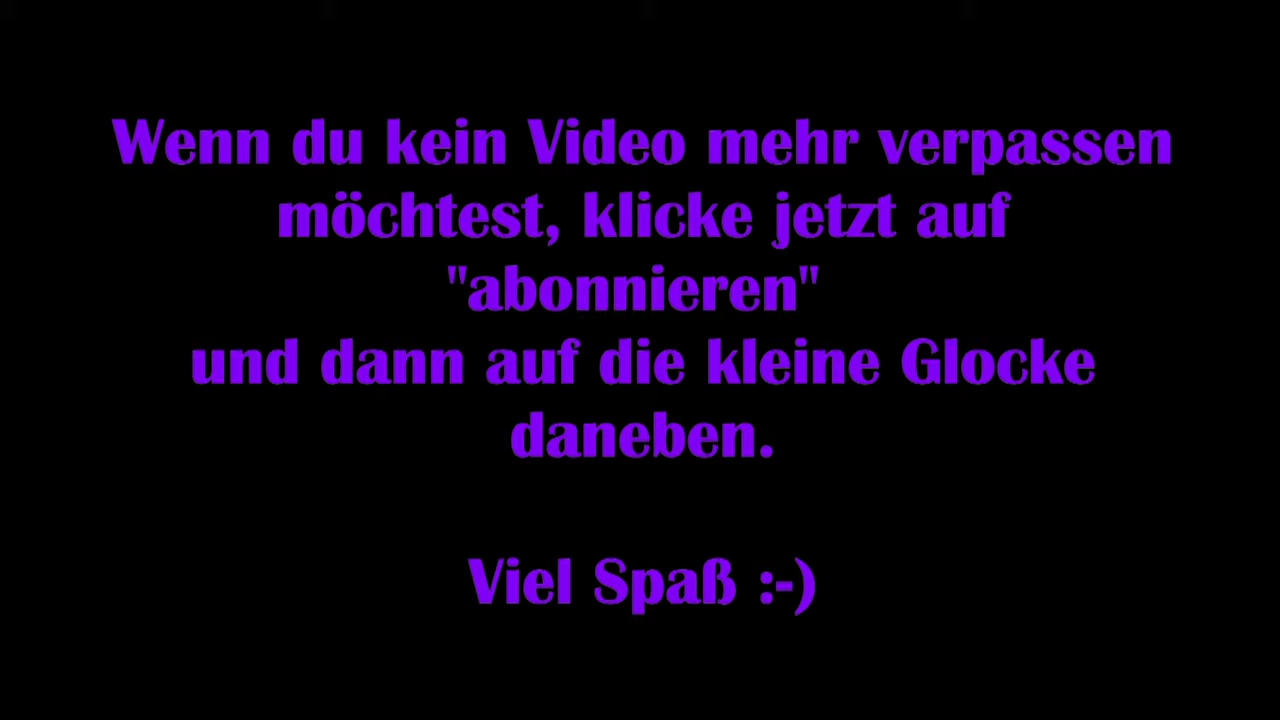 Wenn du kein Video mehr verpassen
möchtest, klicke jetzt auf
"abonnieren"
und dann auf die kleine Glocke
daneben.
Viel Spaß :-)